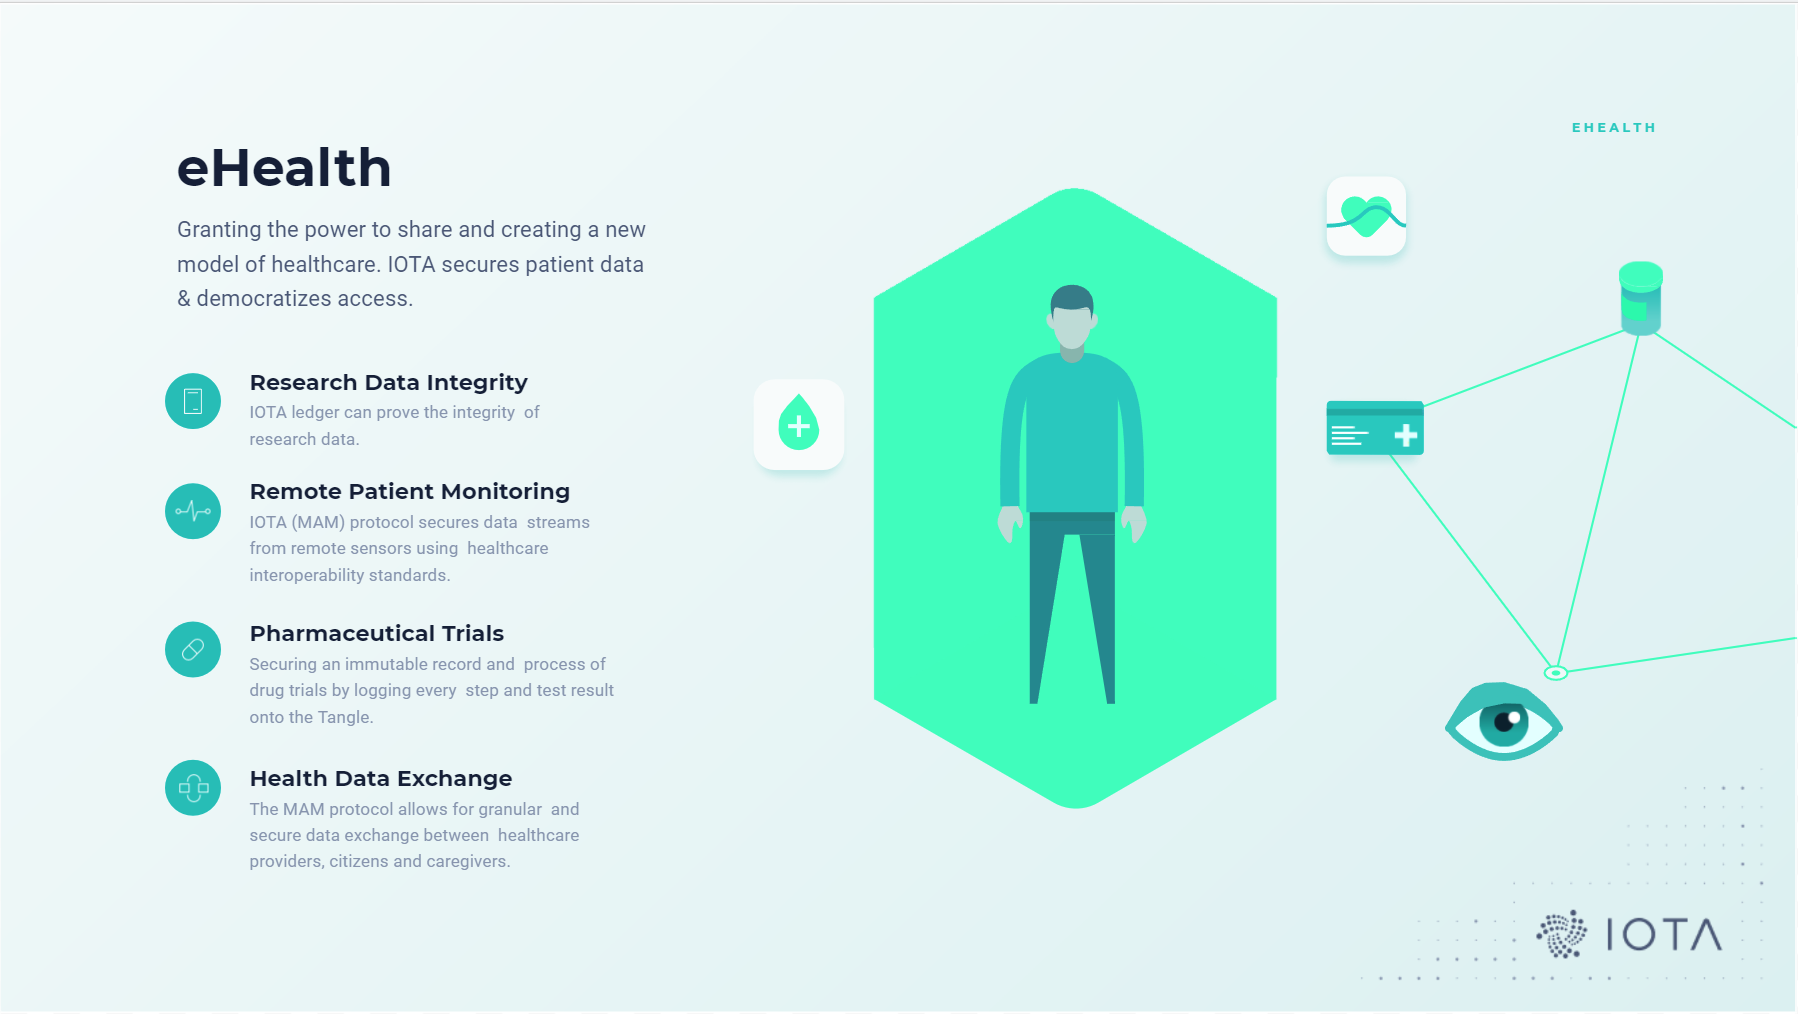 EHEALTH
eHealth
Granting the power to share and creating a new
model of healthcare. IOTA secures patient data
& democratizes access.
Research Data Integrity
IOTA ledger can prove the integrity  of
research data.
Remote Patient Monitoring
IOTA (MAM) protocol secures data  streams
from remote sensors using  healthcare
interoperability standards.
Pharmaceutical Trials
Securing an immutable record and  process of
drug trials by logging every  step and test result
onto the Tangle.
Health Data Exchange
The MAM protocol allows for granular  and
secure data exchange between  healthcare
providers, citizens and caregivers.
IOTA